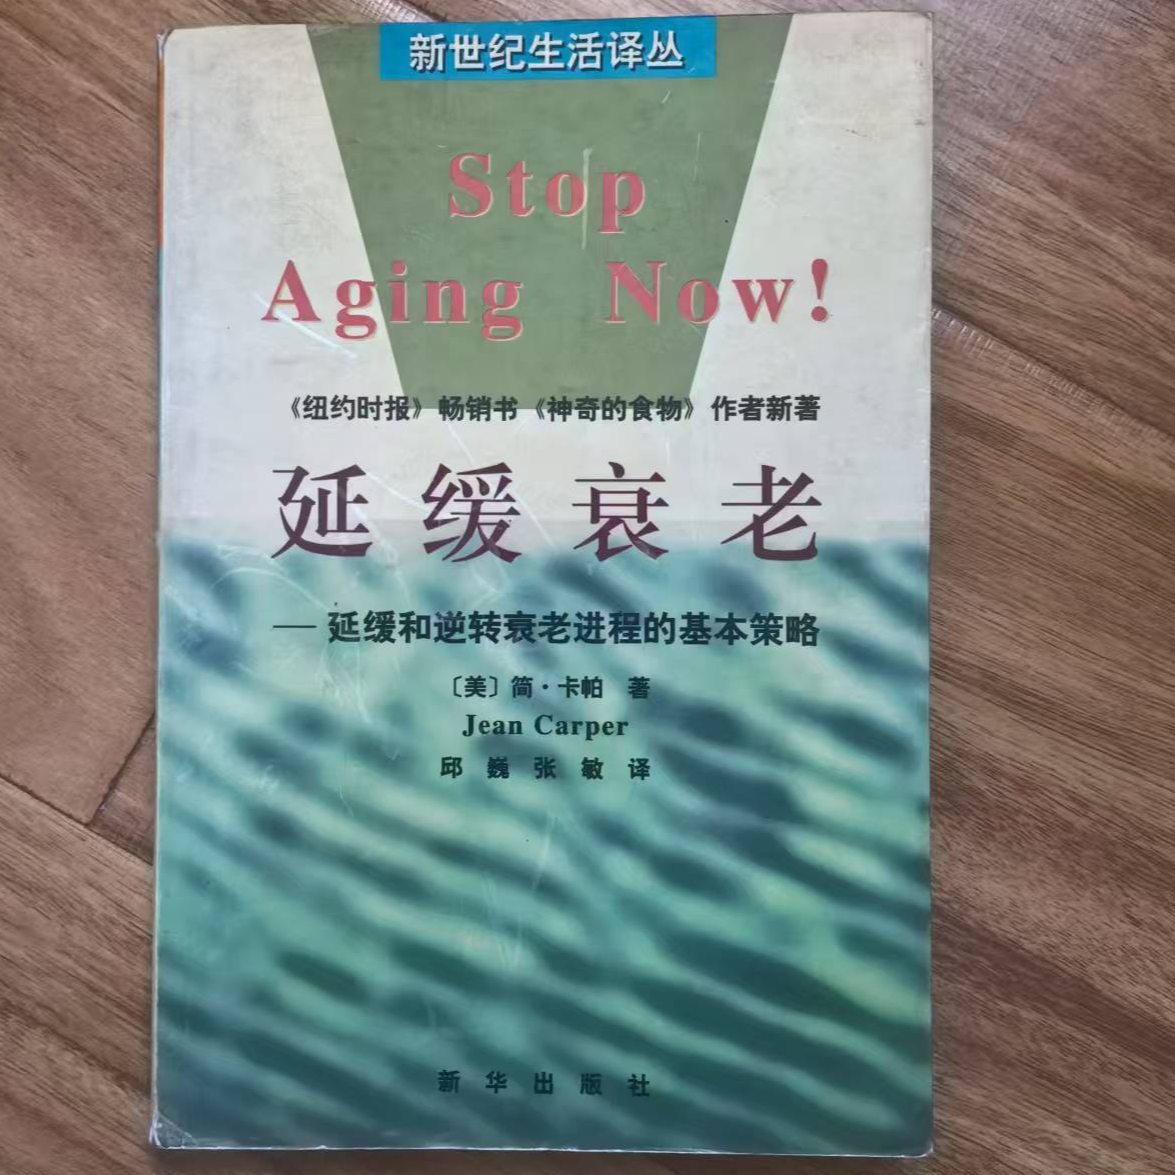 新世纪生活译丛
Stop
Aging Now!
《纽约时报》畅销书《神奇的食物》作者新著
延缓衰老
— 延缓和逆转衰老进程的基本策略
〔美〕简·卡帕 著
Jean Carper
邱巍 张敏 译
新华出版社